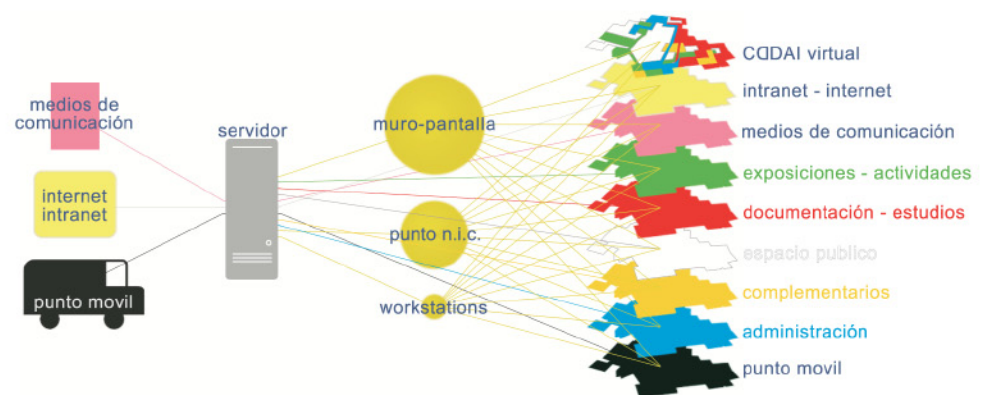 medios de
comunicación
internet
intranet
punto movil
servidor
muro-pantalla
punto n.i.c.
workstations
CDDAI virtual
intranet - internet
medios de comunicación
exposiciones - actividades
documentación - estudios
espacio publico
complementarios
administración
punto movil